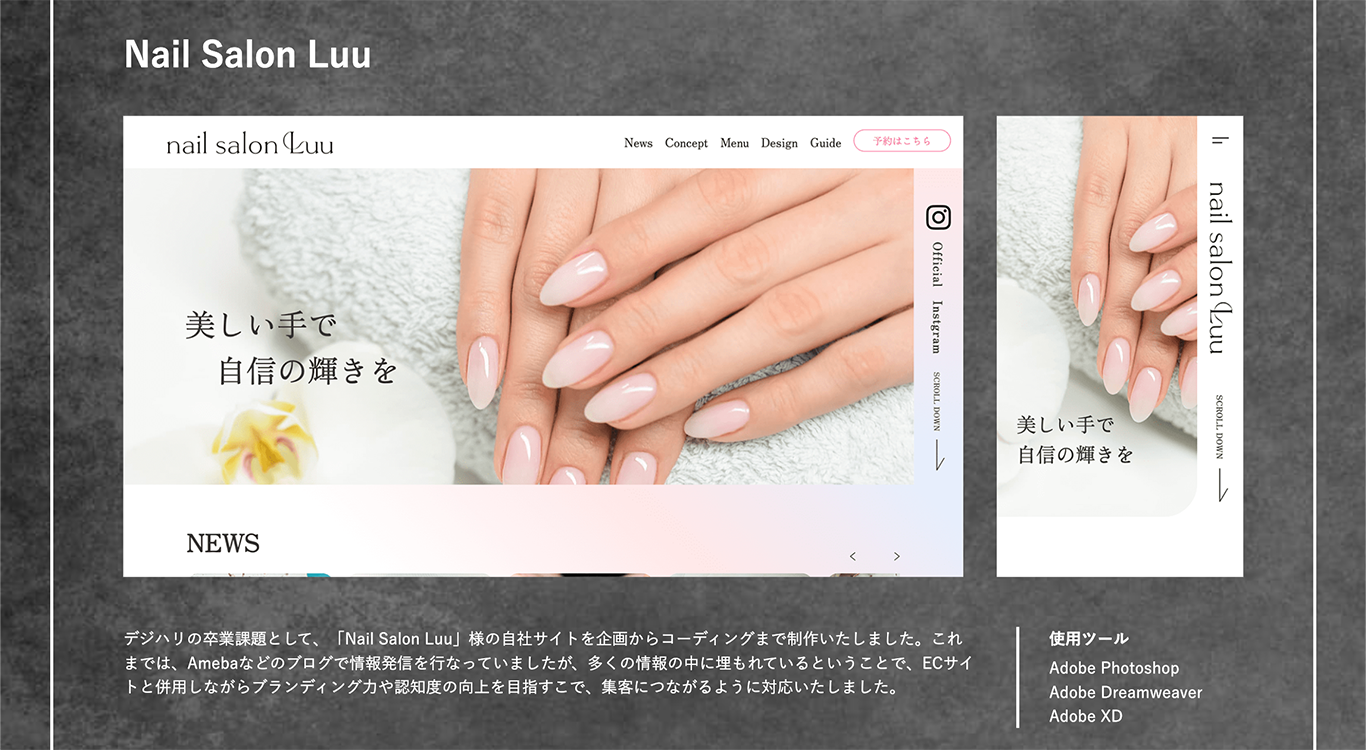 Nail Salon Luu
nail salon Luu
News Concept Menu Design Guide 予約はこちら
美しい手で
自信の輝きを
Official Instgram
SCROLL DOWN
NEWS
nail salon Luu
SCROLL DOWN
美しい手で
自信の輝きを
デジハリの卒業課題として、「Nail Salon Luu」様の自社サイトを企画からコーディングまで制作いたしました。これ
までは、Amebaなどのブログで情報発信を行なっていましたが、多くの情報の中に埋もれているということで、ECサイ
トと併用しながらブランディング力や認知度の向上を目指すこで、集客につながるように対応いたしました。
使用ツール
Adobe Photoshop
Adobe Dreamweaver
Adobe XD